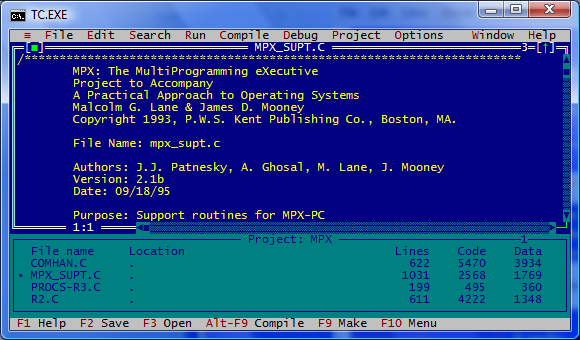 TC.EXE
≡ File Edit Search Run Compile Debug Project Options Window Help
[■] MPX_SUPT.C 3=[↑]
/****************************************************************************
MPX: The MultiProgramming eXecutive
Project to Accompany
A Practical Approach to Operating Systems
Malcolm G. Lane & James D. Mooney
Copyright 1993, P.W.S. Kent Publishing Co., Boston, MA.
File Name: mpx_supt.c
Authors: J.J. Patnesky, A. Ghosal, M. Lane, J. Mooney
Version: 2.1b
Date: 09/18/95
Purpose: Support routines for MPX-PC
1:1
Project: MPX 1
File name Location Lines Code Data
COMHAN.C . 622 5470 3934
• MPX_SUPT.C . 1031 2568 1769
PROCS-R3.C . 199 495 360
R2.C . 611 4222 1348
F1 Help F2 Save F3 Open Alt-F9 Compile F9 Make F10 Menu